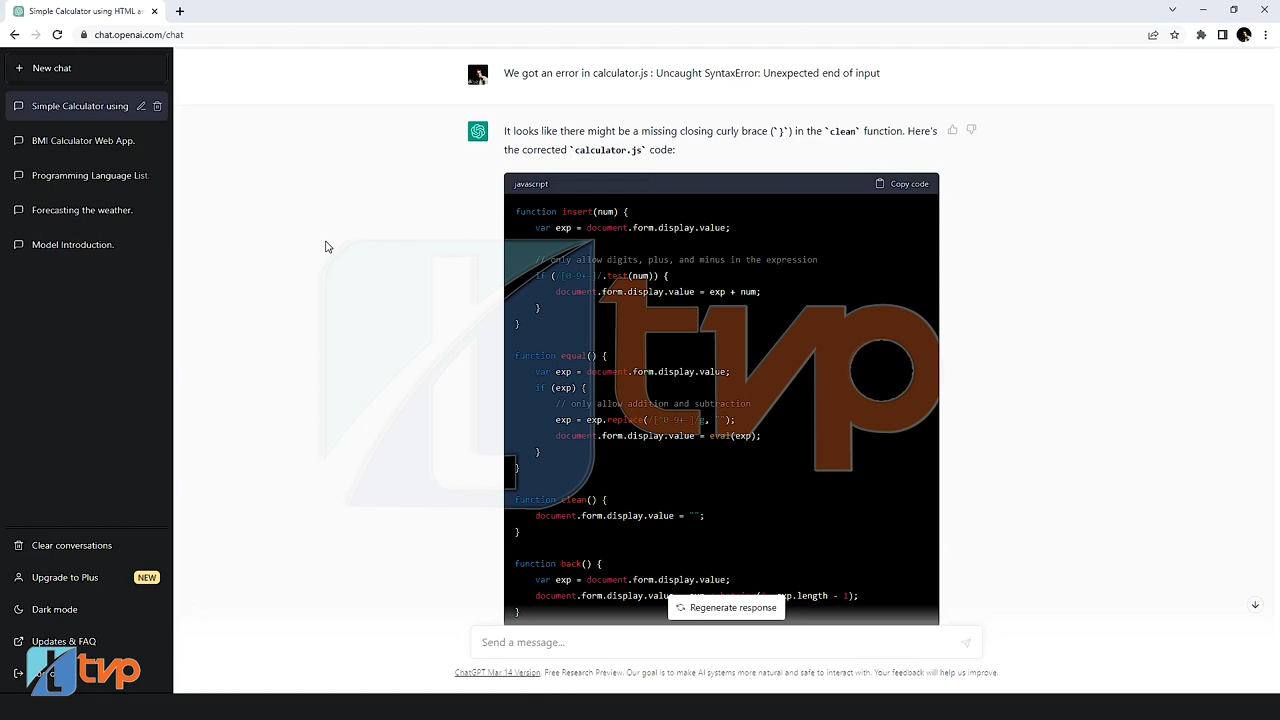 Simple Calculator using HTML a
chat.openai.com/chat
New chat
Simple Calculator using
BMI Calculator Web App.
Programming Language List.
Forecasting the weather.
Model Introduction.
Clear conversations
Upgrade to Plus NEW
Dark mode
Updates & FAQ
tvp
We got an error in calculator.js : Uncaught SyntaxError: Unexpected end of input
It looks like there might be a missing closing curly brace (`}`) in the `clean` function. Here's
the corrected `calculator.js` code:
javascript Copy code
function insert(num) {
var exp = document.form.display.value;
// only allow digits, plus, and minus in the expression
if (/[0-9+-]/.test(num)) {
document.form.display.value = exp + num;
}
}
function equal() {
var exp = document.form.display.value;
if (exp) {
// only allow addition and subtraction
exp = exp.replace(/[^0-9+-]/g, "");
document.form.display.value = eval(exp);
}
}
function clean() {
document.form.display.value = "";
}
function back() {
var exp = document.form.display.value;
document.form.display.value exp.length - 1);
}
tvp
Regenerate response
Send a message...
ChatGPT Mar 14 Version. Free Research Preview. Our goal is to make AI systems more natural and safe to interact with. Your feedback will help us improve.